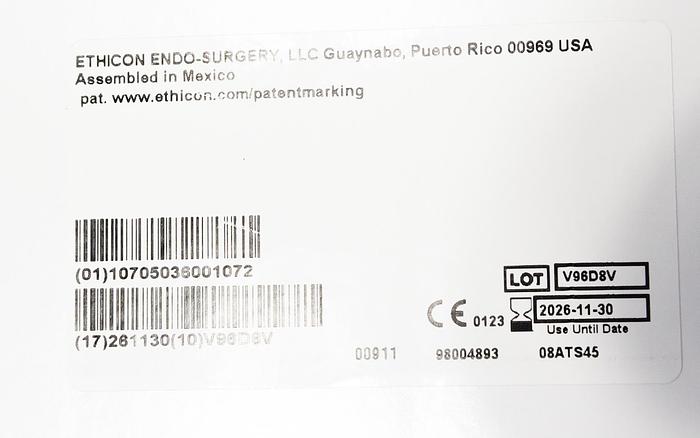 ETHICON ENDO-SURGERY, LLC Guaynabo, Puerto Rico 00969 USA
Assembled in Mexico
pat. www.ethicon.com/patentmarking
(01)10705036001072
(17)261130(10)V96D8V
LOT V96D8V
CE 0123 2026-11-30
Use Until Date
00911 98004893 08ATS45